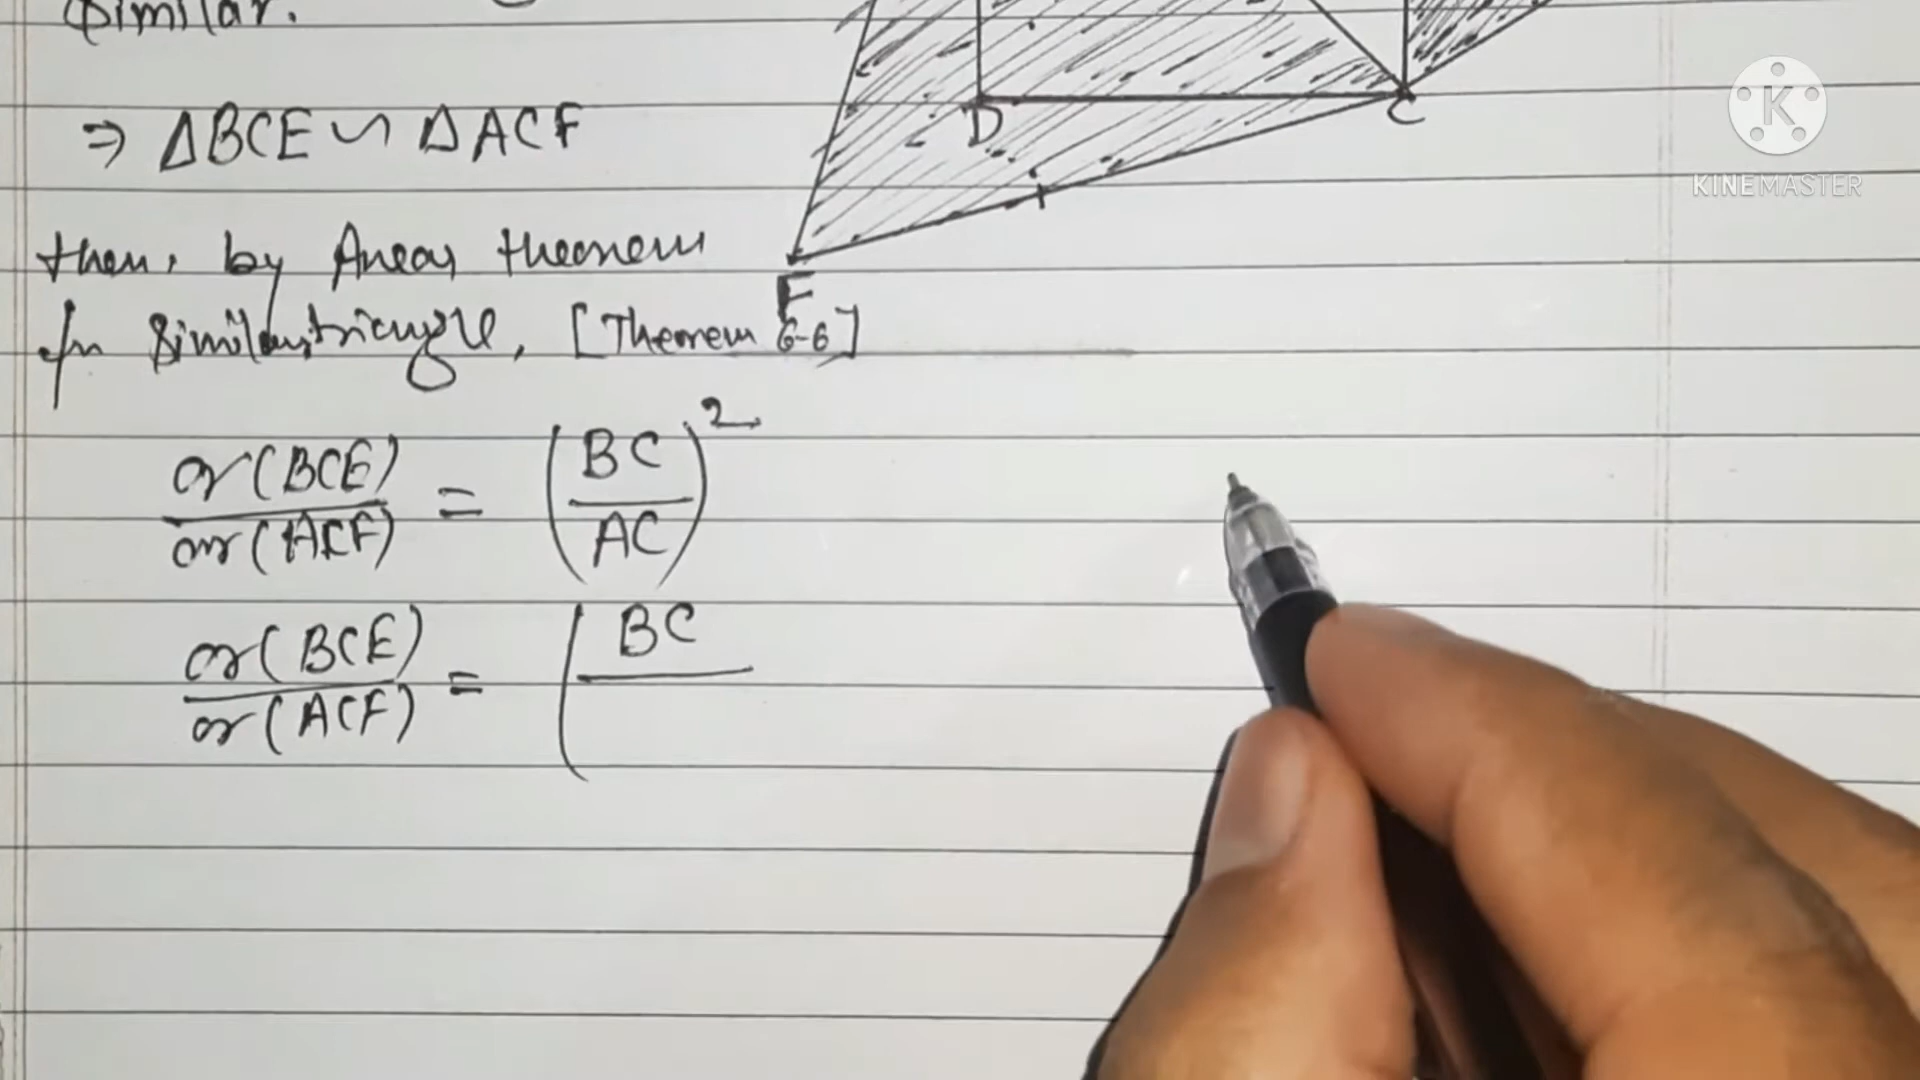 Similar.
⇒ ΔBCE ∽ ΔACF
D
C
KINEMASTER
K
then, by Areas theorem
F
for Similar triangle, [Theorem 6-6]
ar(BCE)/ar(ACF) = (BC/AC)²
ar(BCE)/ar(ACF) = (BC/